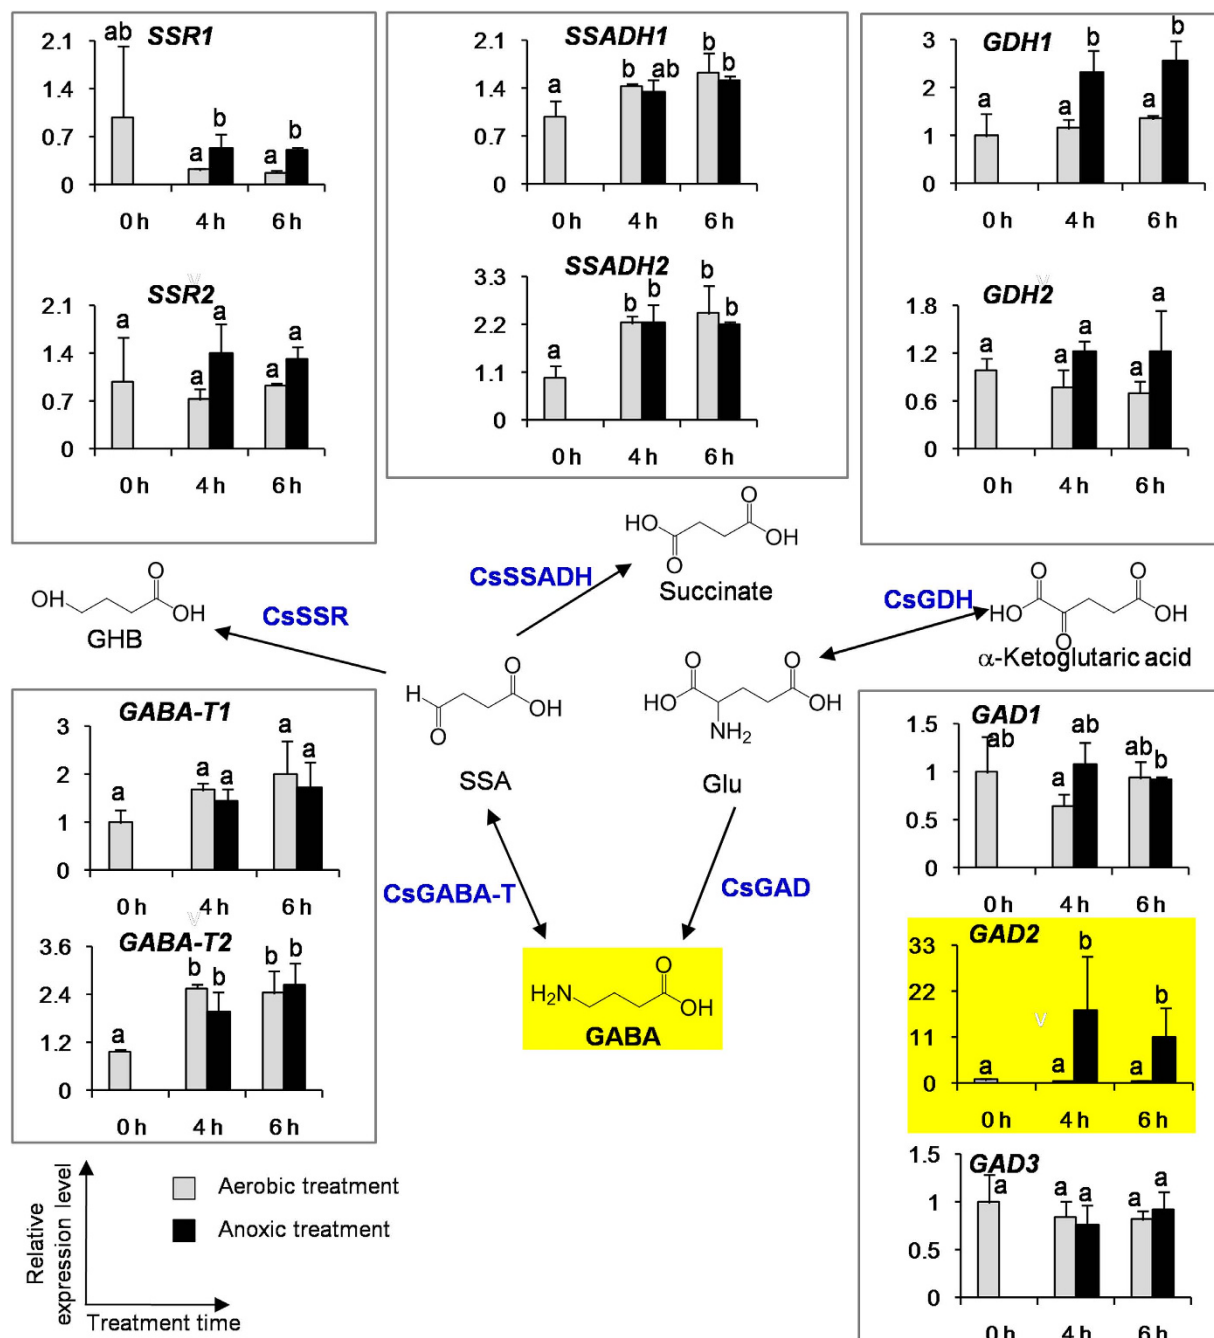 SSR1
2.1
1.4
0.7
0
ab
a
b
a
b
0 h
4 h
6 h
SSR2
2.1
1.4
0.7
0
a
a
a
a
a
0 h
4 h
6 h
SSADH1
2.1
1.4
0.7
0
a
b
ab
b
b
0 h
4 h
6 h
SSADH2
3.3
2.2
1.1
0
a
b
b
b
b
0 h
4 h
6 h
GDH1
3
2
1
0
a
a
b
a
b
0 h
4 h
6 h
GDH2
1.8
1.2
0.6
0
a
a
a
a
a
0 h
4 h
6 h
HO
O
OH
O
Succinate
CsSSADH
OH
O
OH
GHB
CsSSR
CsGDH
O
HO
O
O
OH
α-Ketoglutaric acid
H
O
O
OH
SSA
O
HO
NH2
O
OH
Glu
CsGABA-T
CsGAD
H2N
O
OH
GABA
GABA-T1
3
2
1
0
a
a
a
a
a
0 h
4 h
6 h
GABA-T2
3.6
2.4
1.2
0
a
b
b
b
b
0 h
4 h
6 h
GAD1
1.5
1
0.5
0
ab
a
ab
ab
b
0 h
4 h
6 h
GAD2
33
22
11
0
a
a
b
a
b
0 h
4 h
6 h
GAD3
1.5
1
0.5
0
a
a
a
a
a
0 h
4 h
6 h
Relative
expression level
Treatment time
Aerobic treatment
Anoxic treatment